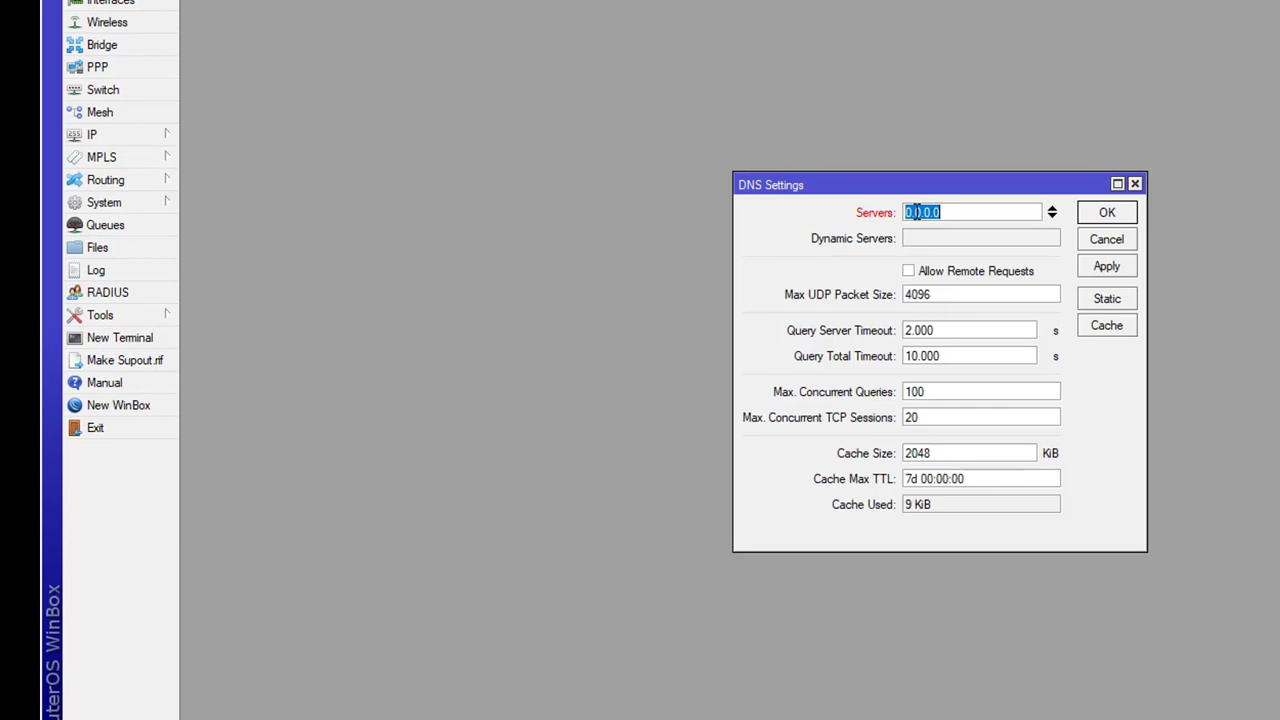 Interfaces
Wireless
Bridge
PPP
Switch
Mesh
IP
MPLS
Routing
System
Queues
Files
Log
RADIUS
Tools
New Terminal
Make Supout.rif
Manual
New WinBox
Exit
uterOS WinBox
DNS Settings
Servers: 0.0.0.0 OK
Dynamic Servers: Cancel
Allow Remote Requests Apply
Max UDP Packet Size: 4096 Static
Query Server Timeout: 2.000 s Cache
Query Total Timeout: 10.000 s
Max. Concurrent Queries: 100
Max. Concurrent TCP Sessions: 20
Cache Size: 2048 KiB
Cache Max TTL: 7d 00:00:00
Cache Used: 9 KiB